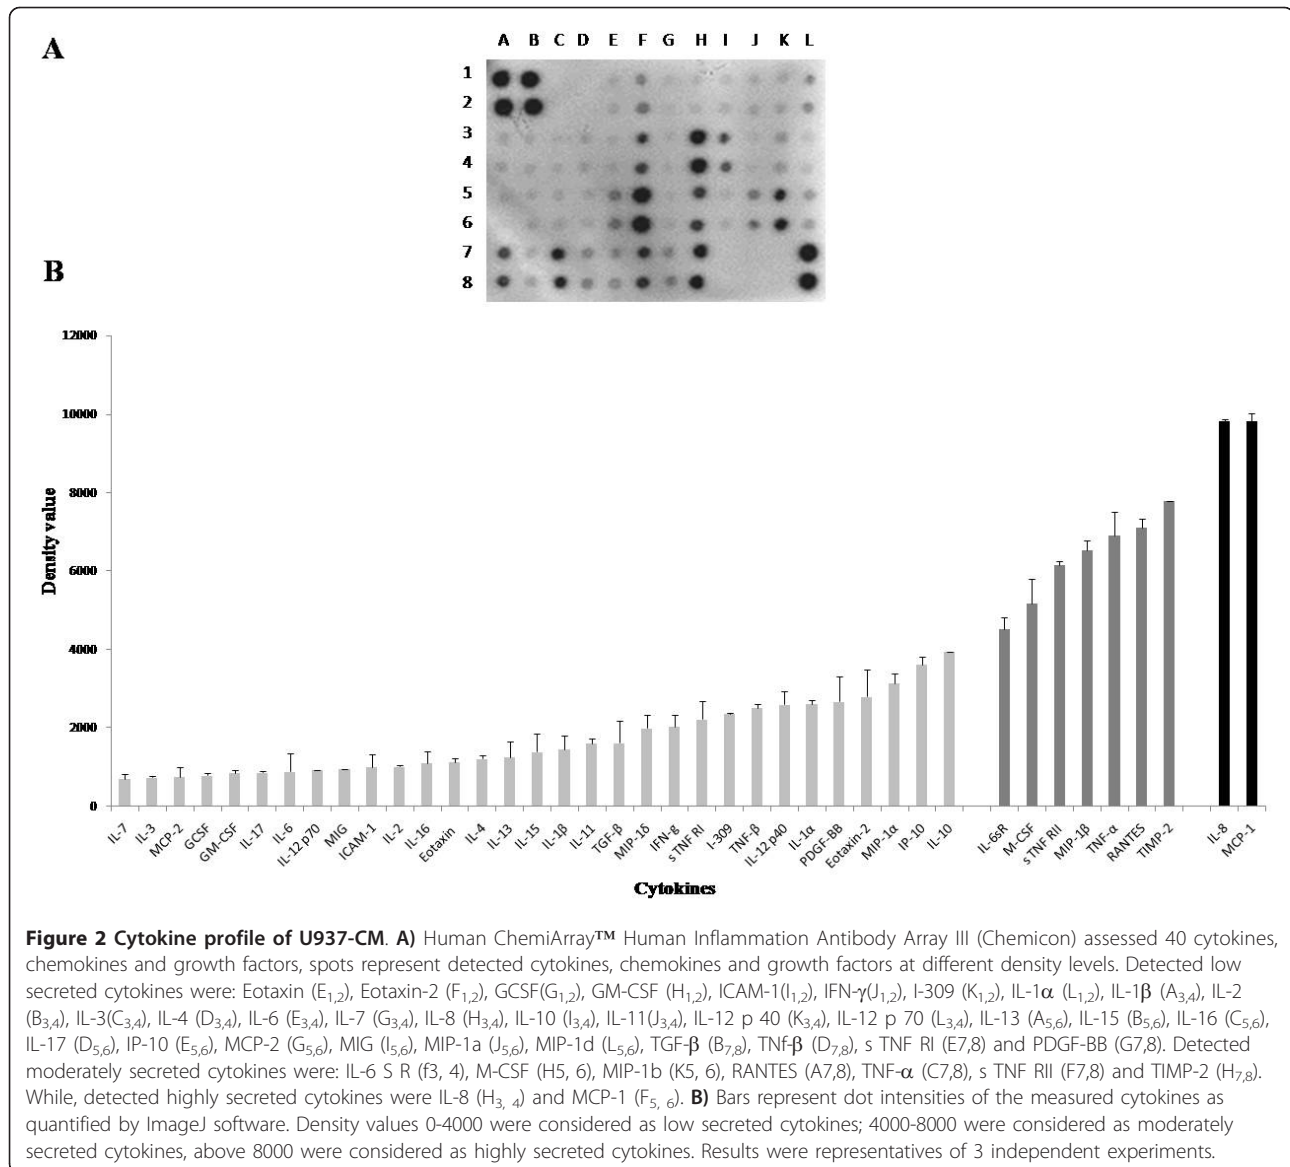 A
A B C D E F G H I J K L
1
2
3
4
5
6
7
8
B
12000
10000
8000
6000
4000
2000
0
Density value
IL-7 IL-3 MCP-2 GCSF GM-CSF IL-17 IL-6 IL-12 p70 MIG ICAM-1 IL-2 IL-16 Eotaxin IL-4 IL-13 IL-15 IL-1β IL-11 TGF-β MIP-1δ IFN-g sTNF RI I-309 TNF-β IL-12 p40 IL-1α PDGF-BB Eotaxin-2 MIP-1α IP-10 IL-10 IL-6sR M-CSF sTNF RII MIP-1β TNF-α RANTES TIMP-2 IL-8 MCP-1
Cytokines
Figure 2 Cytokine profile of U937-CM. A) Human ChemiArray™ Human Inflammation Antibody Array III (Chemicon) assessed 40 cytokines,
chemokines and growth factors, spots represent detected cytokines, chemokines and growth factors at different density levels. Detected low
secreted cytokines were: Eotaxin (E1,2), Eotaxin-2 (F1,2), GCSF(G1,2), GM-CSF (H1,2), ICAM-1(I1,2), IFN-γ(J1,2), I-309 (K1,2), IL-1α (L1,2), IL-1β (A3,4), IL-2
(B3,4), IL-3(C3,4), IL-4 (D3,4), IL-6 (E3,4), IL-7 (G3,4), IL-8 (H3,4), IL-10 (I3,4), IL-11(J3,4), IL-12 p 40 (K3,4), IL-12 p 70 (L3,4), IL-13 (A5,6), IL-15 (B5,6), IL-16 (C5,6),
IL-17 (D5,6), IP-10 (E5,6), MCP-2 (G5,6), MIG (I5,6), MIP-1a (J5,6), MIP-1d (L5,6), TGF-β (B7,8), TNf-β (D7,8), s TNF RI (E7,8) and PDGF-BB (G7,8). Detected
moderately secreted cytokines were: IL-6 S R (f3, 4), M-CSF (H5, 6), MIP-1b (K5, 6), RANTES (A7,8), TNF-α (C7,8), s TNF RII (F7,8) and TIMP-2 (H7,8).
While, detected highly secreted cytokines were IL-8 (H3, 4) and MCP-1 (F5, 6). B) Bars represent dot intensities of the measured cytokines as
quantified by ImageJ software. Density values 0-4000 were considered as low secreted cytokines; 4000-8000 were considered as moderately
secreted cytokines, above 8000 were considered as highly secreted cytokines. Results were representatives of 3 independent experiments.